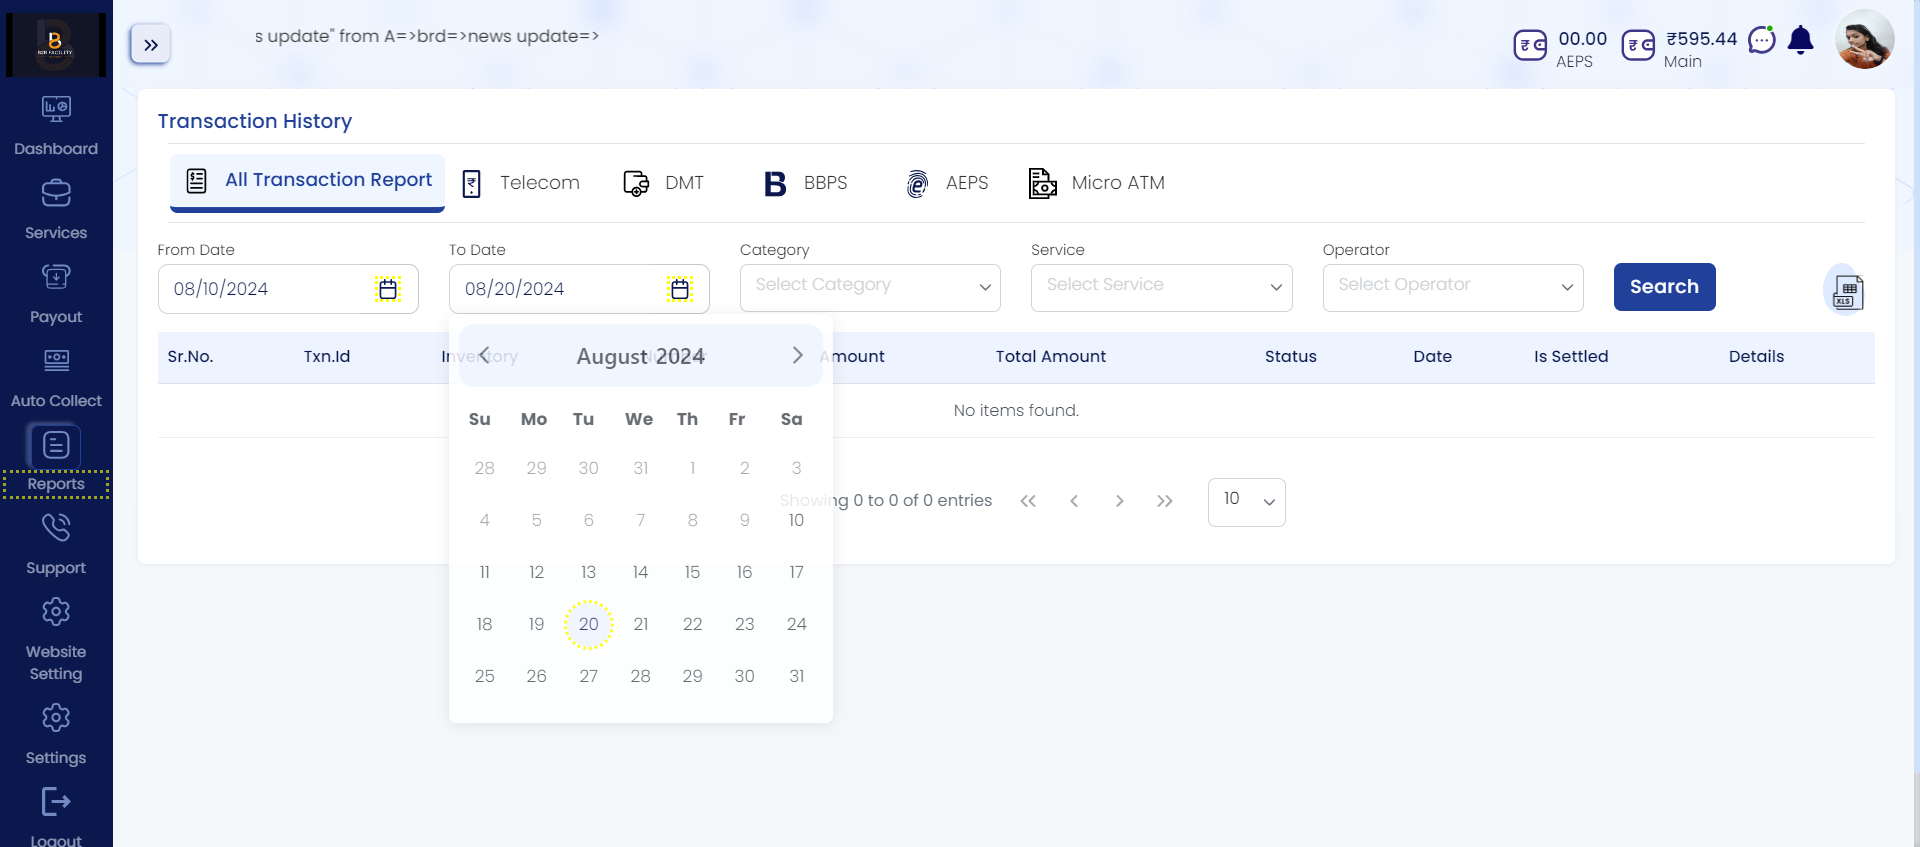 B2B FACILITY
s update" from A=>brd=>news update=>
00.00
AEPS
₹595.44
Main
Dashboard
Services
Payout
Auto Collect
Reports
Support
Website
Setting
Settings
Logout
Transaction History
All Transaction Report
Telecom
DMT
BBPS
AEPS
Micro ATM
From Date
To Date
Category
Service
Operator
08/10/2024
08/20/2024
Select Category
Select Service
Select Operator
Search
XLS
Sr.No.
Txn.Id
Inventory
Number
Amount
Total Amount
Status
Date
Is Settled
Details
No items found.
Showing 0 to 0 of 0 entries
10
August 2024
Su Mo Tu We Th Fr Sa
28 29 30 31 1 2 3
4 5 6 7 8 9 10
11 12 13 14 15 16 17
18 19 20 21 22 23 24
25 26 27 28 29 30 31